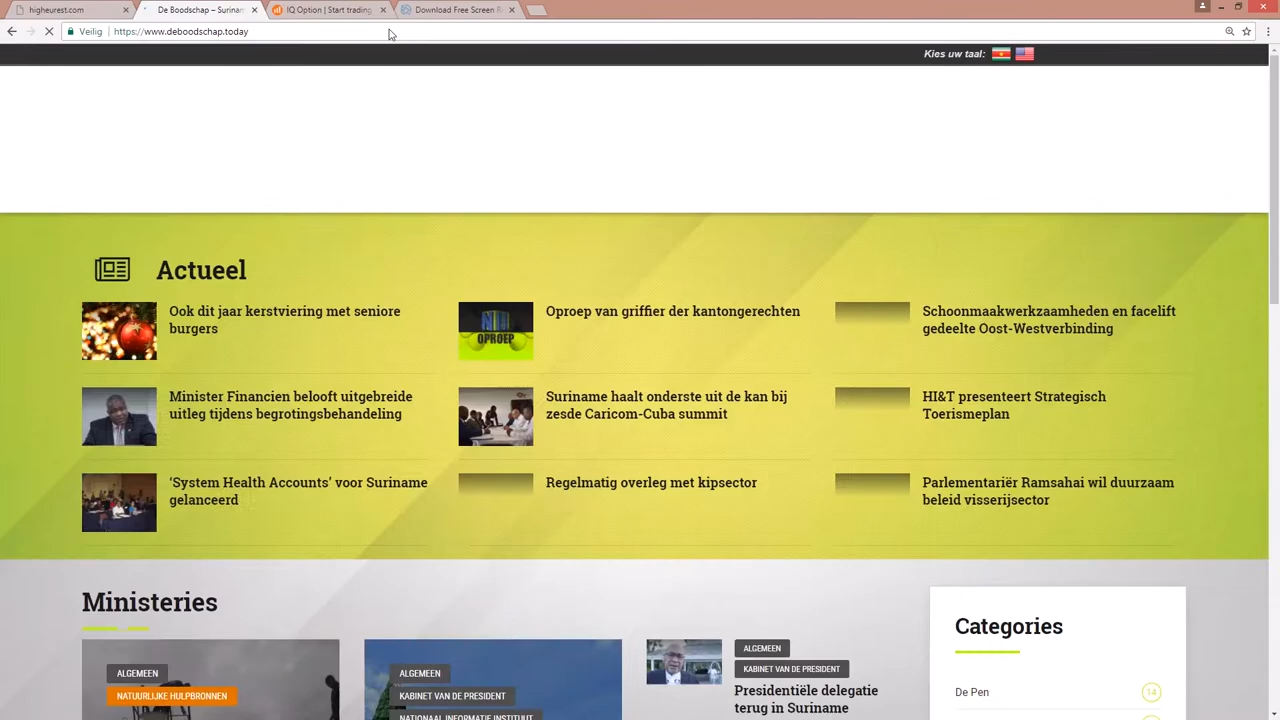 higheurest.com
De Boodschap – Surinam
IQ Option | Start trading
Download Free Screen R
Veilig
https://www.deboodschap.today
Kies uw taal:
Actueel
Ook dit jaar kerstviering met seniore
burgers
Oproep van griffier der kantongerechten
OPROEP
Schoonmaakwerkzaamheden en facelift
gedeelte Oost-Westverbinding
Minister Financien belooft uitgebreide
uitleg tijdens begrotingsbehandeling
Suriname haalt onderste uit de kan bij
zesde Caricom-Cuba summit
HI&T presenteert Strategisch
Toerismeplan
‘System Health Accounts’ voor Suriname
gelanceerd
Regelmatig overleg met kipsector
Parlementariër Ramsahai wil duurzaam
beleid visserijsector
Ministeries
Categories
ALGEMEEN
NATUURLIJKE HULPBRONNEN
ALGEMEEN
KABINET VAN DE PRESIDENT
NATIONAAL INFORMATIE INSTITUUT
ALGEMEEN
KABINET VAN DE PRESIDENT
Presidentiële delegatie
terug in Suriname
De Pen
14